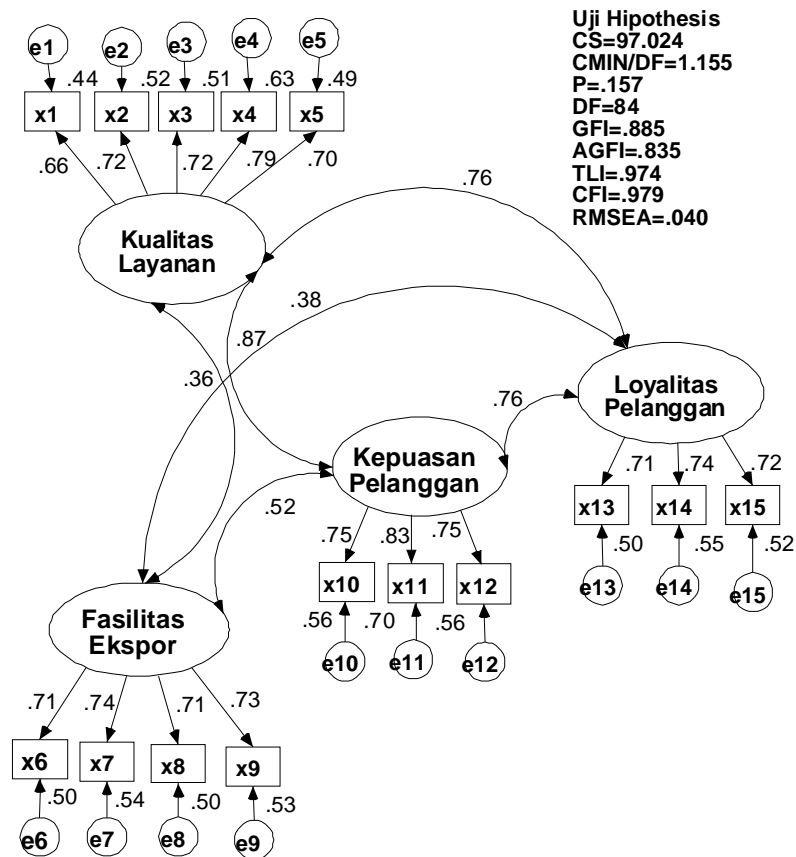 Uji Hipothesis
CS=97.024
CMIN/DF=1.155
P=.157
DF=84
GFI=.885
AGFI=.835
TLI=.974
CFI=.979
RMSEA=.040
e1 e2 e3 e4 e5
.44 .52 .51 .63 .49
x1 x2 x3 x4 x5
.66 .72 .72 .79 .70
Kualitas
Layanan
.76
.38
.87
.36
.76
.52
Loyalitas
Pelanggan
.71 .74 .72
x13 x14 x15
.50 .55 .52
e13 e14 e15
Kepuasan
Pelanggan
.75 .83 .75
x10 x11 x12
.56 .70 .56
e10 e11 e12
Fasilitas
Ekspor
.71 .74 .71 .73
x6 x7 x8 x9
.50 .54 .50 .53
e6 e7 e8 e9